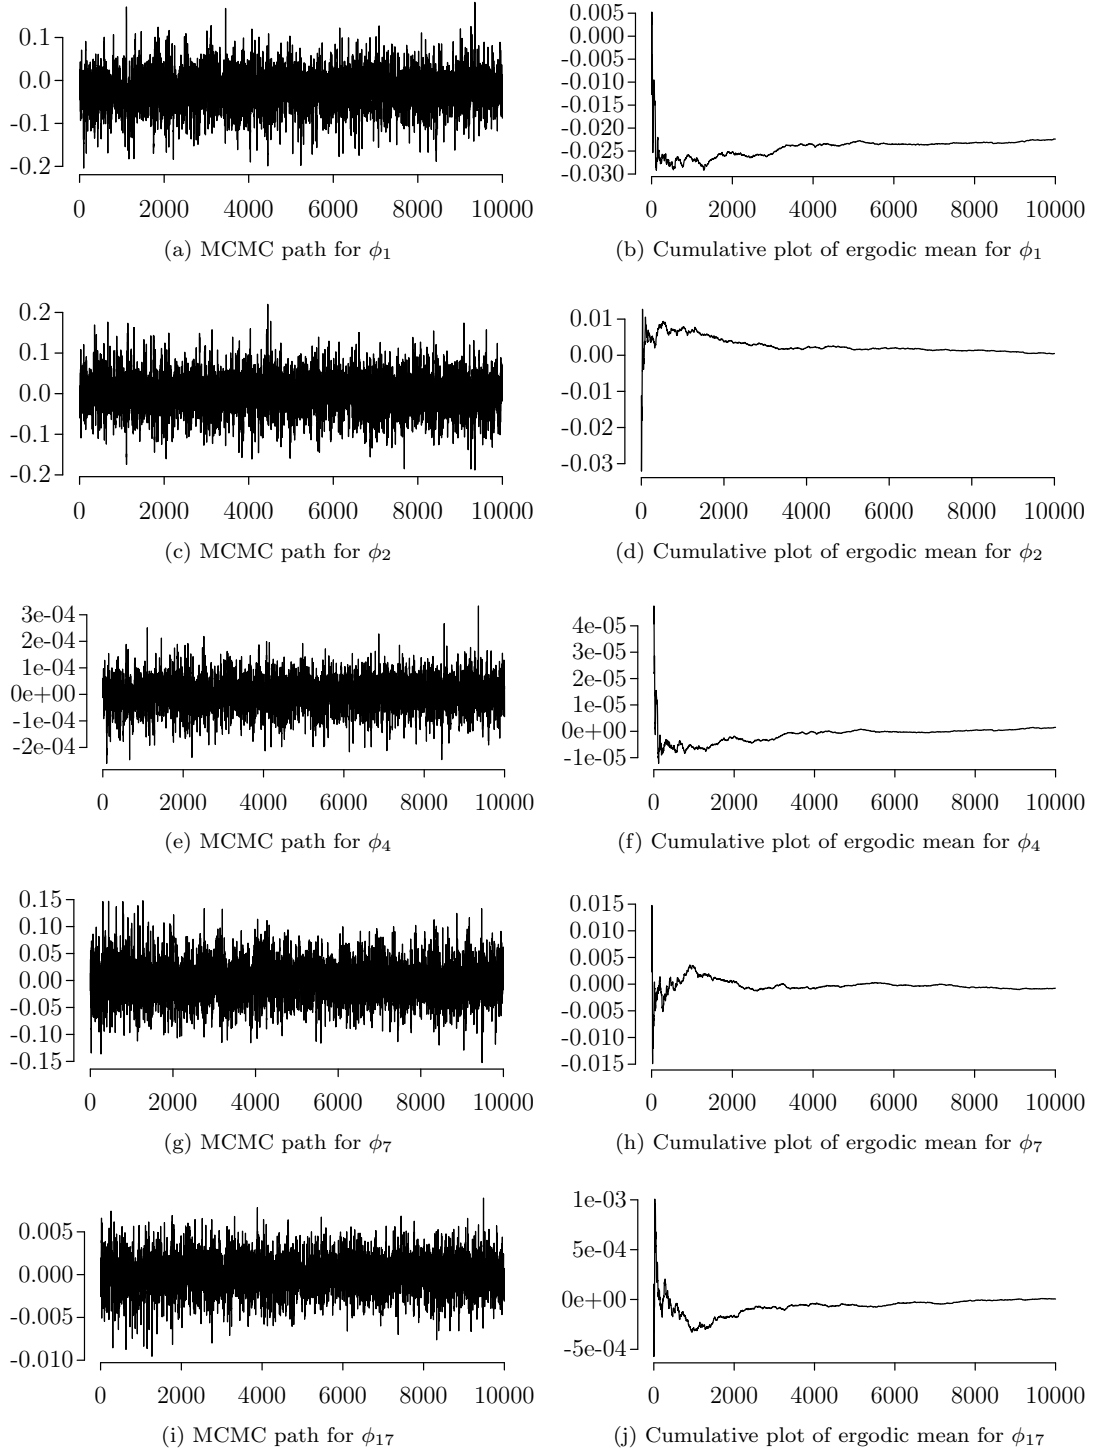 0.1
0.0
-0.1
-0.2
0 2000 4000 6000 8000 10000
(a) MCMC path for ϕ1
0.005
0.000
-0.005
-0.010
-0.015
-0.020
-0.025
-0.030
0 2000 4000 6000 8000 10000
(b) Cumulative plot of ergodic mean for ϕ1
0.2
0.1
0.0
-0.1
-0.2
0 2000 4000 6000 8000 10000
(c) MCMC path for ϕ2
0.01
0.00
-0.01
-0.02
-0.03
0 2000 4000 6000 8000 10000
(d) Cumulative plot of ergodic mean for ϕ2
3e-04
2e-04
1e-04
0e+00
-1e-04
-2e-04
0 2000 4000 6000 8000 10000
(e) MCMC path for ϕ4
4e-05
3e-05
2e-05
1e-05
0e+00
-1e-05
0 2000 4000 6000 8000 10000
(f) Cumulative plot of ergodic mean for ϕ4
0.15
0.10
0.05
0.00
-0.05
-0.10
-0.15
0 2000 4000 6000 8000 10000
(g) MCMC path for ϕ7
0.015
0.010
0.005
0.000
-0.005
-0.010
-0.015
0 2000 4000 6000 8000 10000
(h) Cumulative plot of ergodic mean for ϕ7
0.005
0.000
-0.005
-0.010
0 2000 4000 6000 8000 10000
(i) MCMC path for ϕ17
1e-03
5e-04
0e+00
-5e-04
0 2000 4000 6000 8000 10000
(j) Cumulative plot of ergodic mean for ϕ17